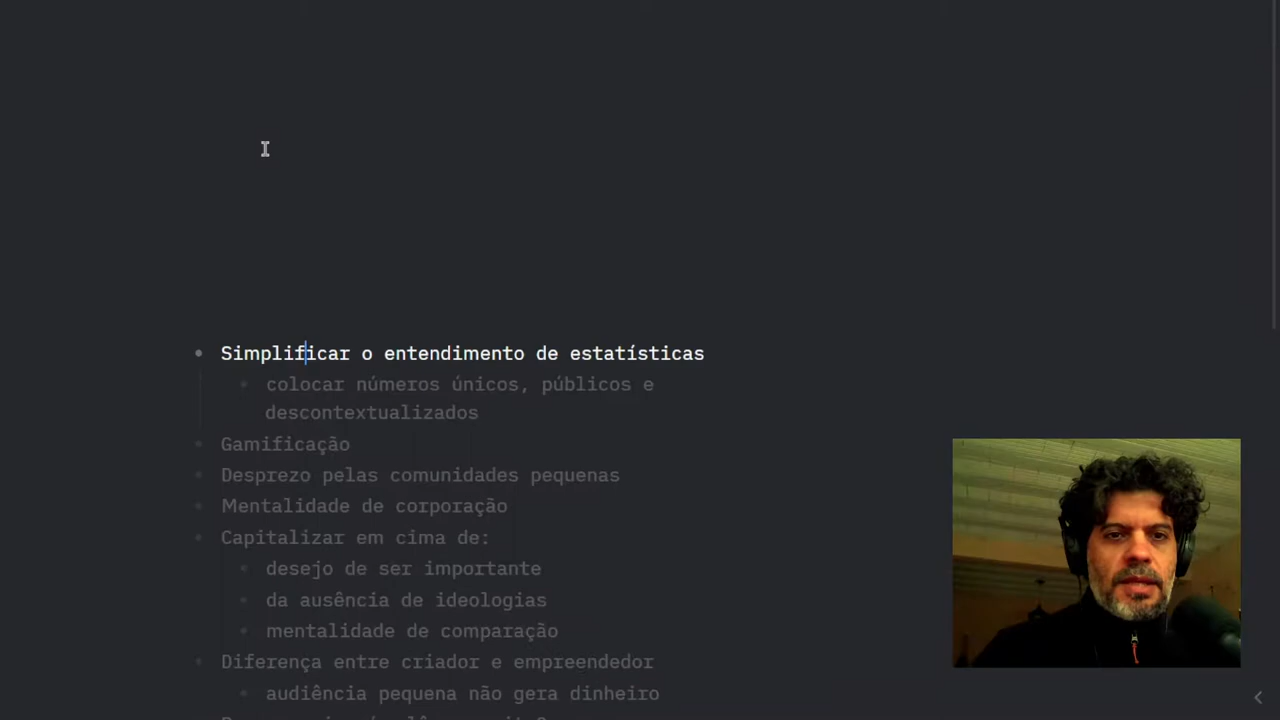 Simplificar o entendimento de estatísticas
colocar números únicos, públicos e
descontextualizados
Gamificação
Desprezo pelas comunidades pequenas
Mentalidade de corporação
Capitalizar em cima de:
desejo de ser importante
da ausência de ideologias
mentalidade de comparação
Diferença entre criador e empreendedor
audiência pequena não gera dinheiro